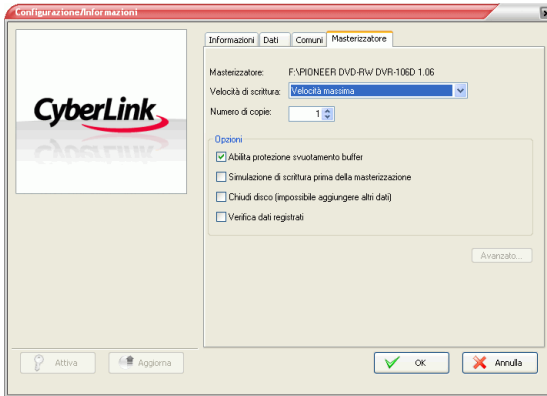 Configurazione/Informazioni
CyberLink
Informazioni Dati Comuni Masterizzatore
Masterizzatore: F:\PIONEER DVD-RW DVR-106D 1.06
Velocità di scrittura: Velocità massima
Numero di copie: 1
Opzioni
Abilita protezione svuotamento buffer
Simulazione di scrittura prima della masterizzazione
Chiudi disco (impossibile aggiungere altri dati)
Verifica dati registrati
Avanzato...
Attiva Aggiorna OK Annulla